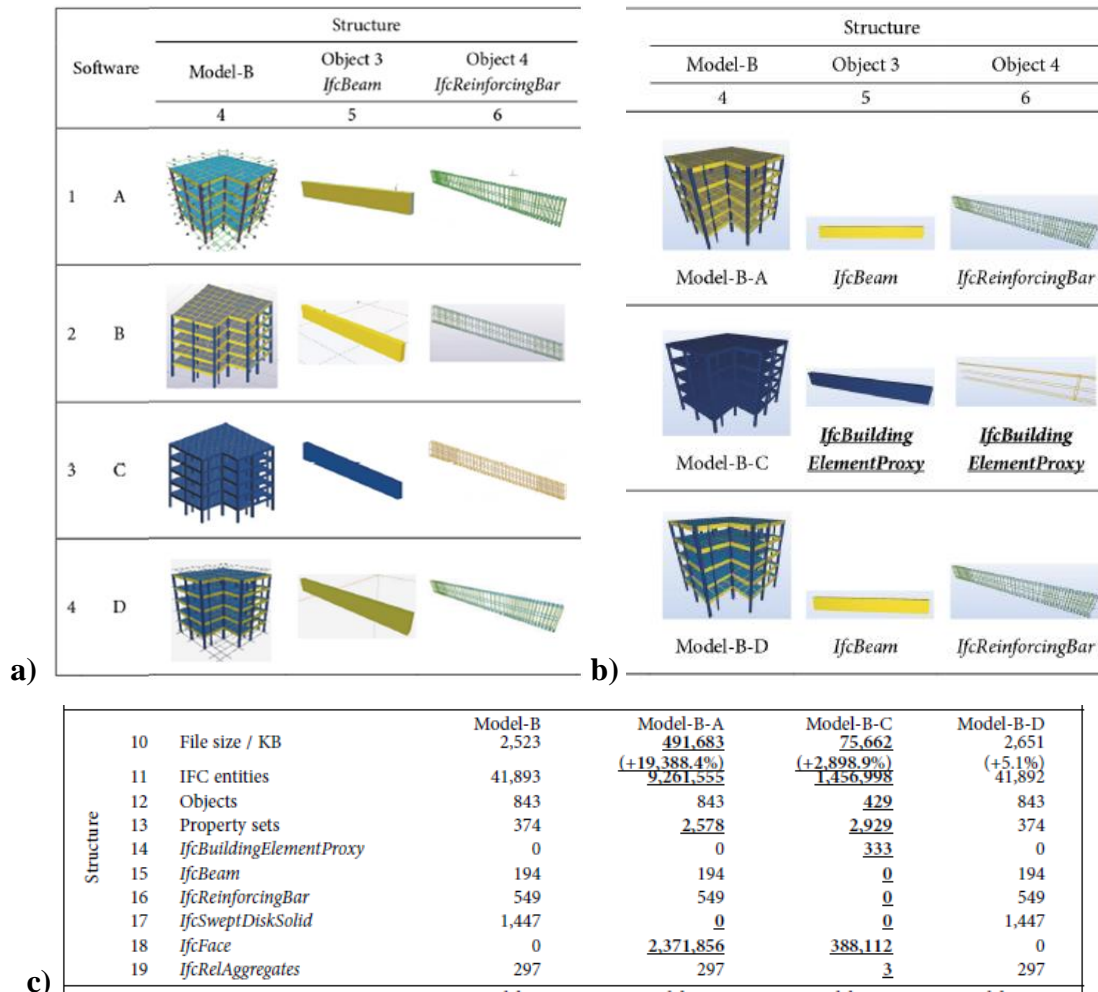 Structure
Software Model-B Object 3 Object 4
IfcBeam IfcReinforcingBar
4 5 6
1 A
2 B
3 C
4 D
a)
Structure
Model-B Object 3 Object 4
4 5 6
Model-B-A IfcBeam IfcReinforcingBar
IfcBuilding IfcBuilding
Model-B-C ElementProxy ElementProxy
Model-B-D IfcBeam IfcReinforcingBar
b)
Model-B Model-B-A Model-B-C Model-B-D
10 File size / KB 2,523 491,683 75,662 2,651
(+19,388.4%) (+2,898.9%) (+5.1%)
11 IFC entities 41,893 9,261,555 1,456,998 41,892
12 Objects 843 843 429 843
13 Property sets 374 2,578 2,929 374
Structure
14 IfcBuildingElementProxy 0 0 333 0
15 IfcBeam 194 194 0 194
16 IfcReinforcingBar 549 549 0 549
17 IfcSweptDiskSolid 1,447 0 0 1,447
18 IfcFace 0 2,371,856 388,112 0
19 IfcRelAggregates 297 297 3 297
c)